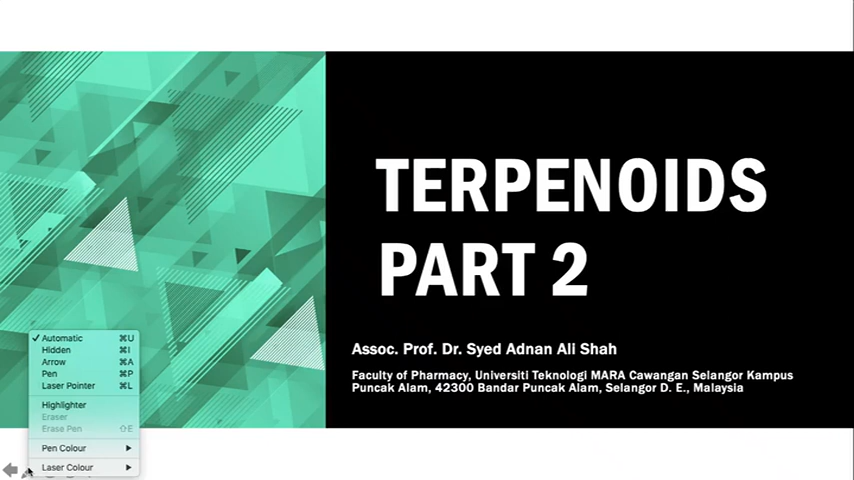 TERPENOIDS
PART 2
Assoc. Prof. Dr. Syed Adnan Ali Shah
Faculty of Pharmacy, Universiti Teknologi MARA Cawangan Selangor Kampus
Puncak Alam, 42300 Bandar Puncak Alam, Selangor D. E., Malaysia
✓ Automatic ⌘U
Hidden ⌘I
Arrow ⌘A
Pen ⌘P
Laser Pointer ⌘L
Highlighter
Eraser
Erase Pen ⇧E
Pen Colour ▶
Laser Colour ▶